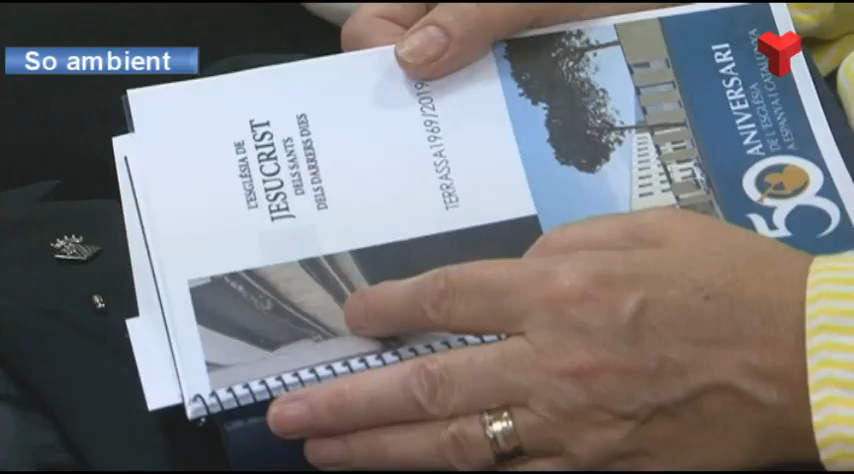 So ambient
L'ESGLÉSIA DE
JESUCRIST
DELS SANTS
DELS DARRERS DIES
TERRASSA 1969/2019
50
ANIVERSARI
DE L'ESGLÉSIA
A ESPANYA I CATALUNYA